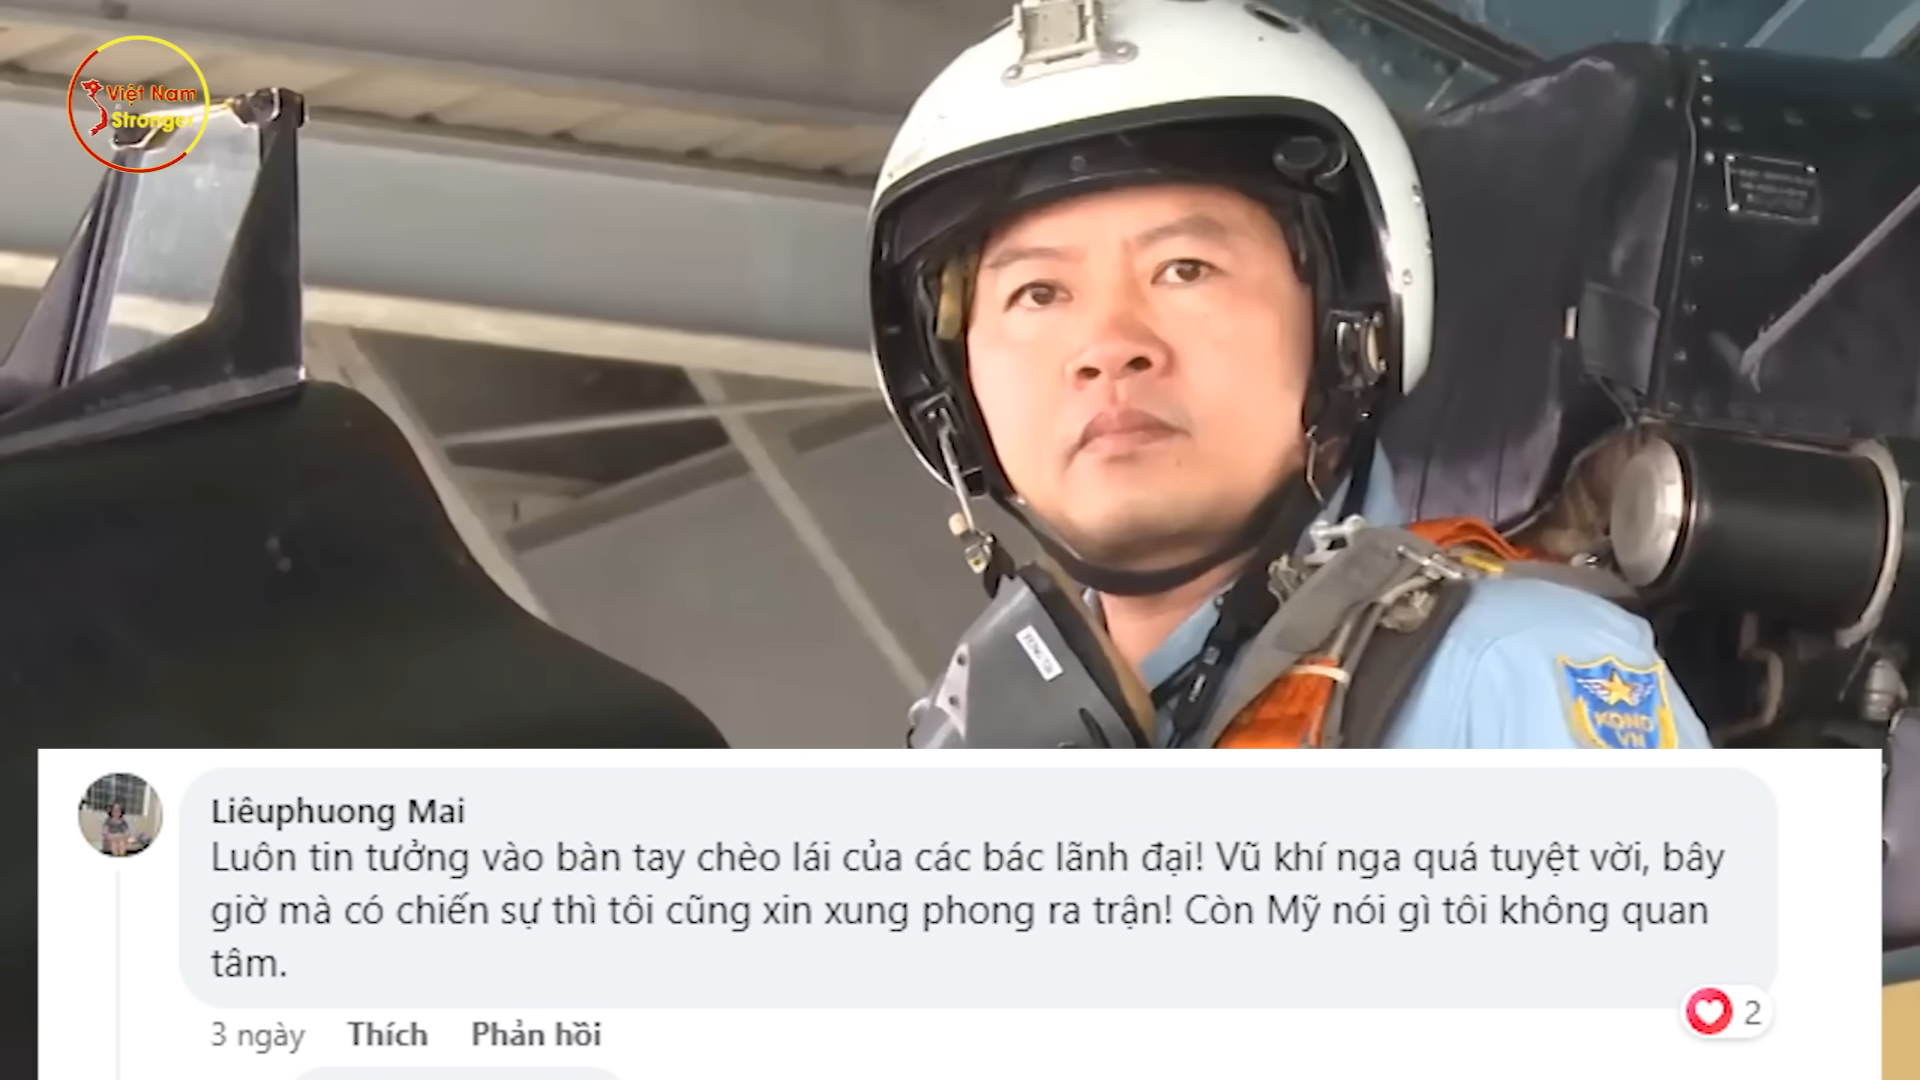 Việt Nam
Stronger
KQND
VN
Liêuphuong Mai
Luôn tin tưởng vào bàn tay chèo lái của các bác lãnh đại! Vũ khí nga quá tuyệt vời, bây
giờ mà có chiến sự thì tôi cũng xin xung phong ra trận! Còn Mỹ nói gì tôi không quan
tâm.
3 ngày Thích Phản hồi
2